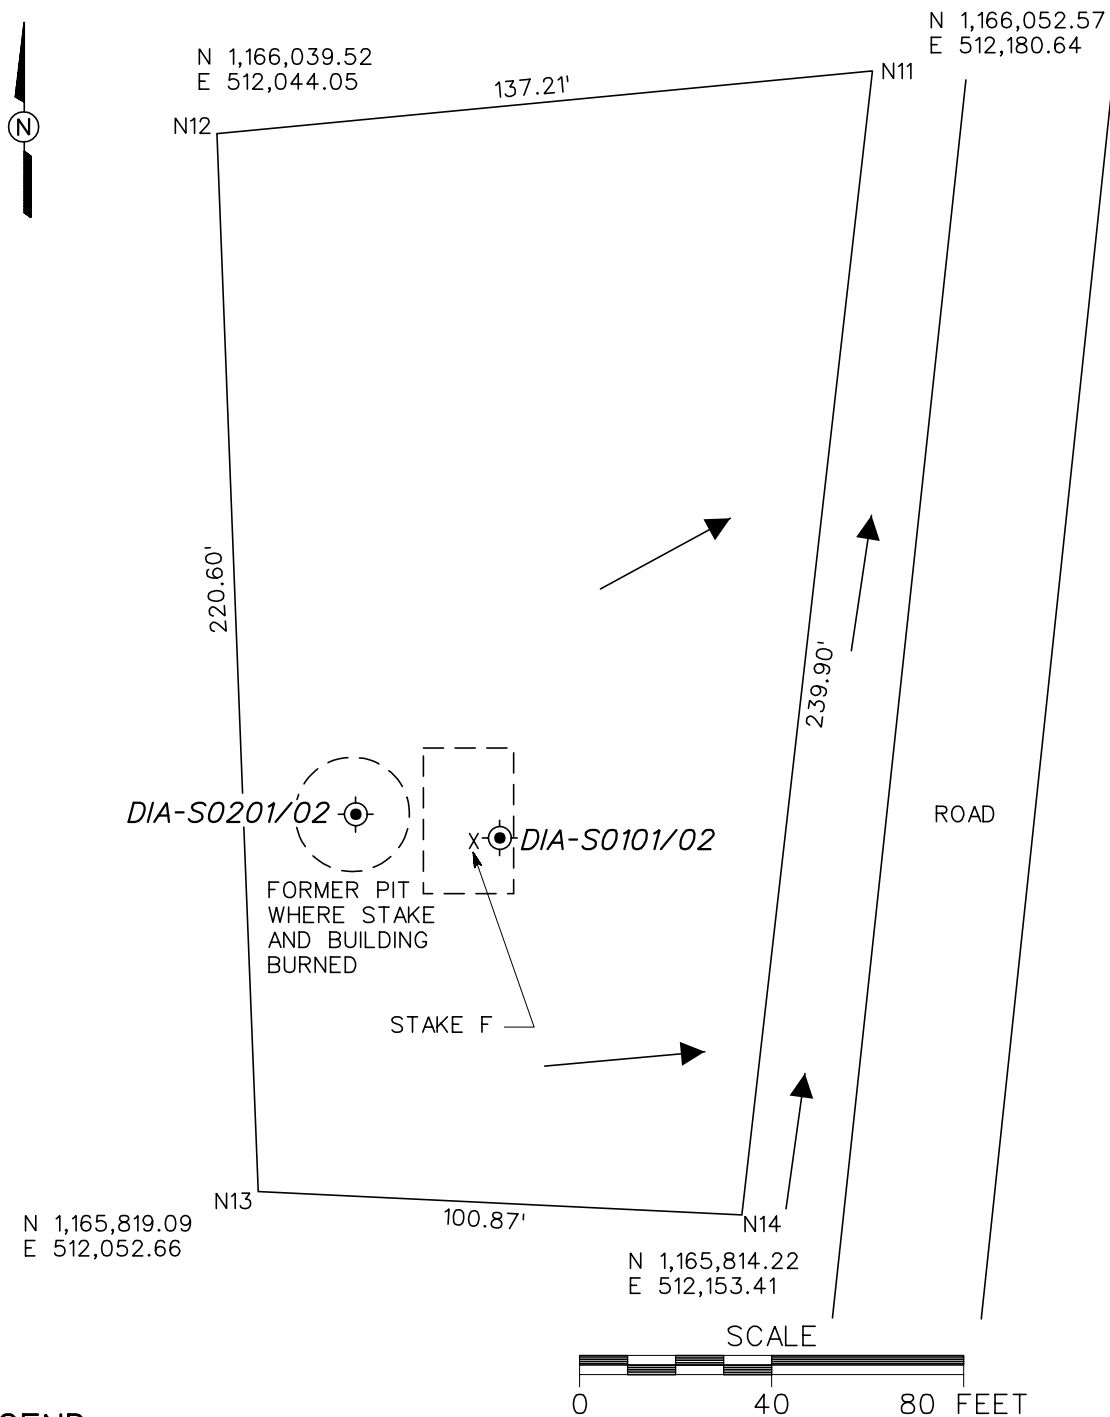 N 1,166,052.57
E 512,180.64
N 1,166,039.52
E 512,044.05
137.21'
N11
N
N12
220.60'
239.90'
DIA-S0201/02
ROAD
X
DIA-S0101/02
FORMER PIT
WHERE STAKE
AND BUILDING
BURNED
STAKE F
N13
100.87'
N14
N 1,165,819.09
E 512,052.66
N 1,165,814.22
E 512,153.41
SCALE
0 40 80 FEET